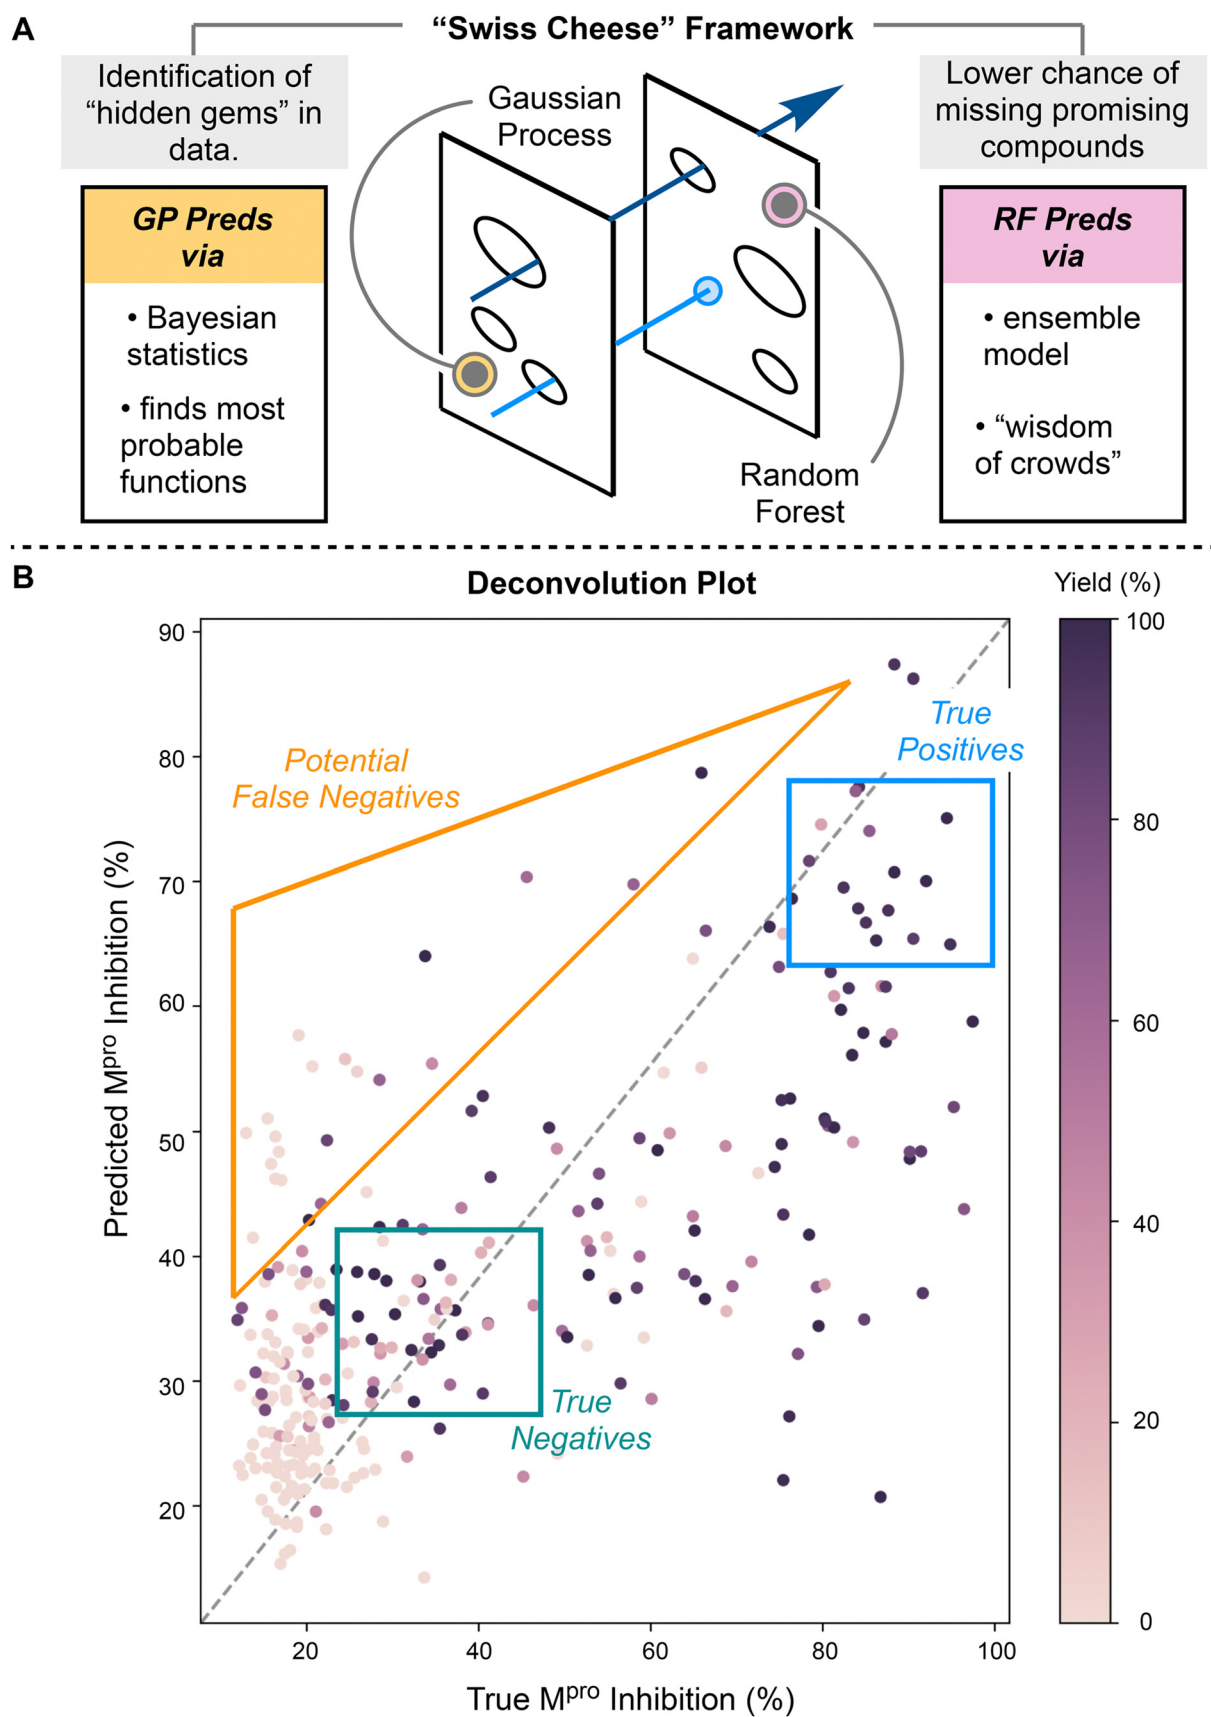 A
“Swiss Cheese” Framework
Identification of
“hidden gems” in
data.
GP Preds
via
• Bayesian
statistics
• finds most
probable
functions
Gaussian
Process
Random
Forest
Lower chance of
missing promising
compounds
RF Preds
via
• ensemble
model
• “wisdom
of crowds”
B
Deconvolution Plot
Yield (%)
100
80
60
40
20
0
Potential
False Negatives
True
Positives
True
Negatives
Predicted Mᵖʳᵒ Inhibition (%)
90
80
70
60
50
40
30
20
20
40
60
80
100
True Mᵖʳᵒ Inhibition (%)